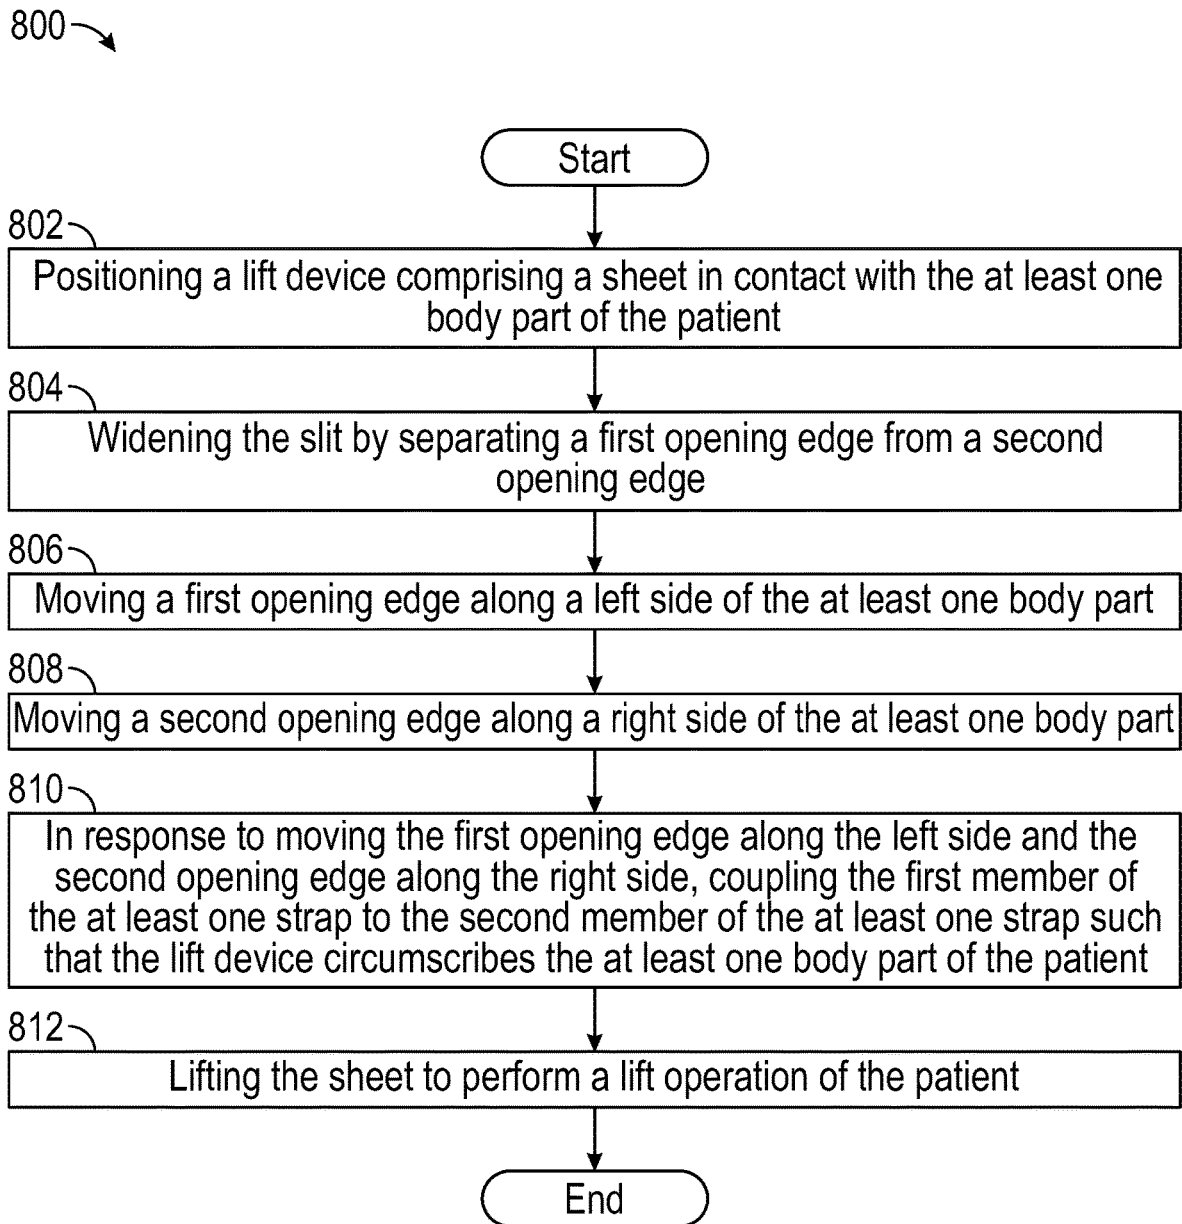 800
Start
802
Positioning a lift device comprising a sheet in contact with the at least one
body part of the patient
804
Widening the slit by separating a first opening edge from a second
opening edge
806
Moving a first opening edge along a left side of the at least one body part
808
Moving a second opening edge along a right side of the at least one body part
810
In response to moving the first opening edge along the left side and the
second opening edge along the right side, coupling the first member of
the at least one strap to the second member of the at least one strap such
that the lift device circumscribes the at least one body part of the patient
812
Lifting the sheet to perform a lift operation of the patient
End